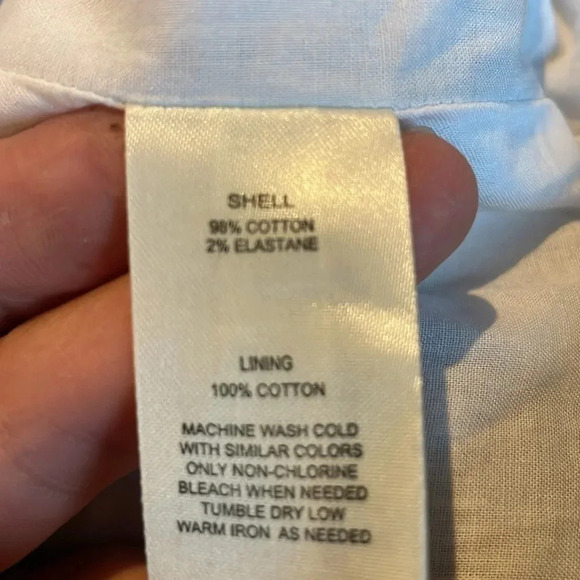 SHELL
98% COTTON
2% ELASTANE
LINING
100% COTTON
MACHINE WASH COLD
WITH SIMILAR COLORS
ONLY NON-CHLORINE
BLEACH WHEN NEEDED
TUMBLE DRY LOW
WARM IRON AS NEEDED